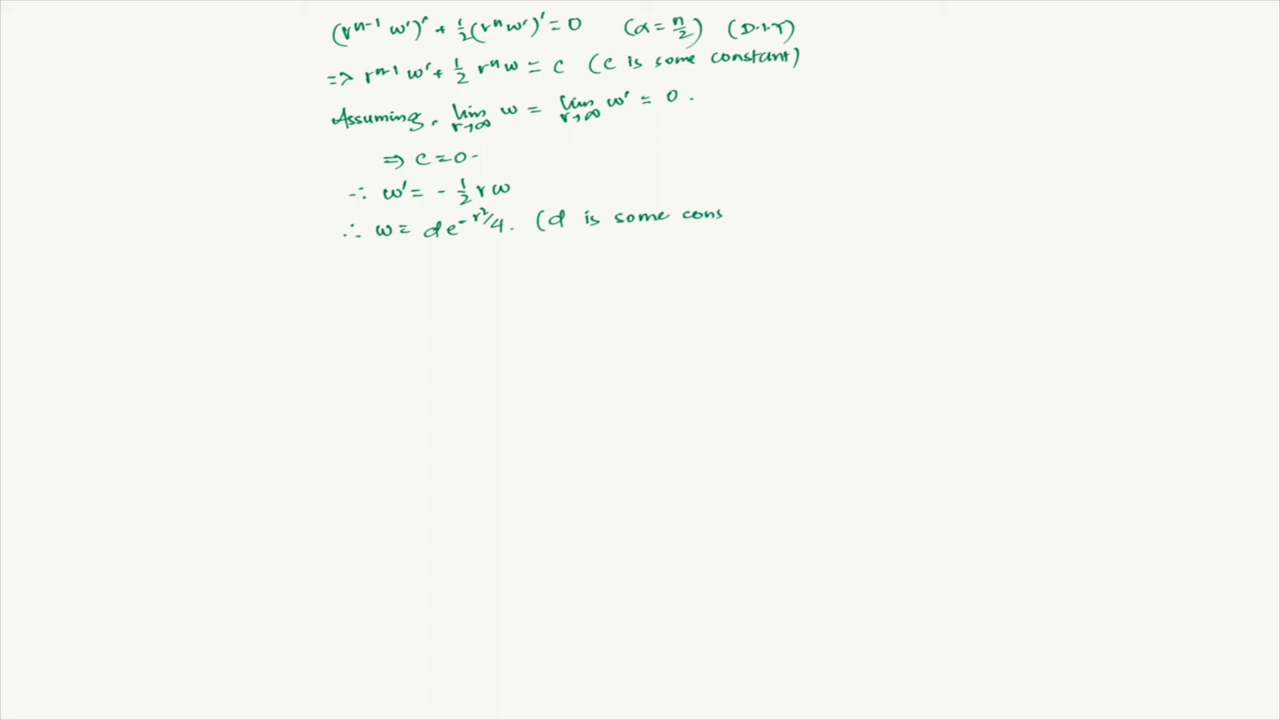 (r^{n-1} w')' + 1/2 (r^n w')' = 0 (α = n/2) (D.I.Y)
=> r^{n-1} w' + 1/2 r^n w = c (c is some constant)
Assuming, lim_{r→∞} w = lim_{r→∞} w' = 0.
⇒ c = 0.
∴ w' = - 1/2 r w
∴ w = d e^{-r²/4}. (d is some cons